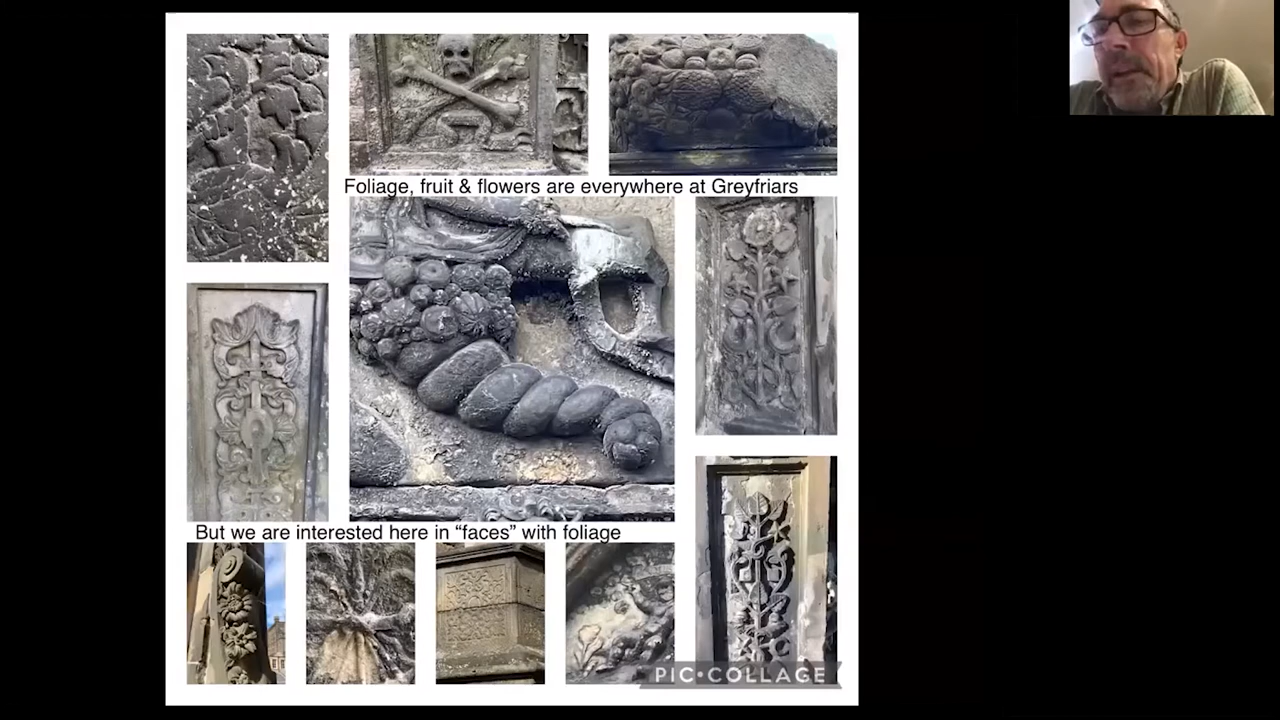 Foliage, fruit & flowers are everywhere at Greyfriars
But we are interested here in “faces” with foliage
PIC•COLLAGE